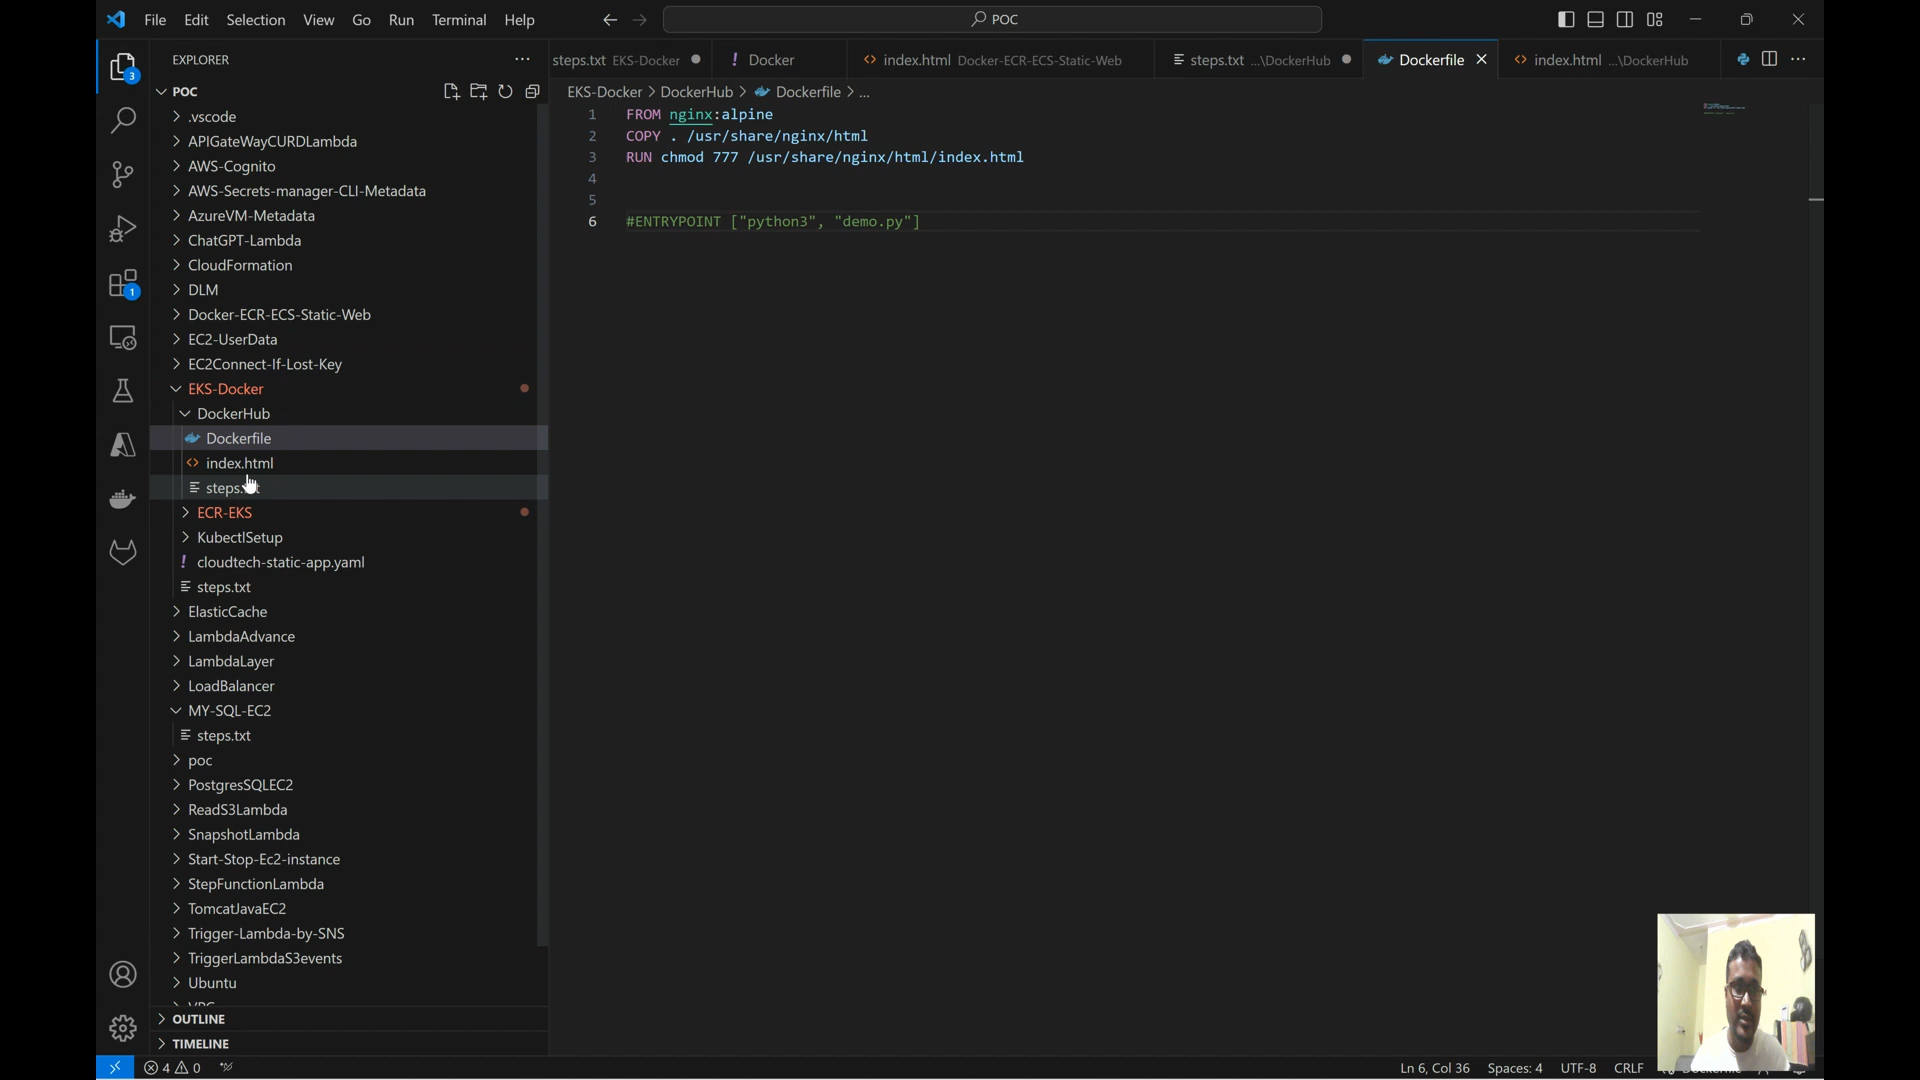 File Edit Selection View Go Run Terminal Help
POC
EXPLORER
steps.txt EKS-Docker
! Docker
index.html Docker-ECR-ECS-Static-Web
steps.txt ...\DockerHub
Dockerfile
index.html ...\DockerHub
POC
EKS-Docker > DockerHub > Dockerfile > ...
1 FROM nginx:alpine
2 COPY . /usr/share/nginx/html
3 RUN chmod 777 /usr/share/nginx/html/index.html
4
5
6 #ENTRYPOINT ["python3", "demo.py"]
3
1
.vscode
APIGateWayCURDLambda
AWS-Cognito
AWS-Secrets-manager-CLI-Metadata
AzureVM-Metadata
ChatGPT-Lambda
CloudFormation
DLM
Docker-ECR-ECS-Static-Web
EC2-UserData
EC2Connect-If-Lost-Key
EKS-Docker
DockerHub
Dockerfile
index.html
ECR-EKS
KubectlSetup
! cloudtech-static-app.yaml
steps.txt
ElasticCache
LambdaAdvance
LambdaLayer
LoadBalancer
MY-SQL-EC2
steps.txt
poc
PostgresSQLEC2
ReadS3Lambda
SnapshotLambda
Start-Stop-Ec2-instance
StepFunctionLambda
TomcatJavaEC2
Trigger-Lambda-by-SNS
TriggerLambdaS3events
Ubuntu
OUTLINE
TIMELINE
4 0
Ln 6, Col 36 Spaces: 4 UTF-8 CRLF